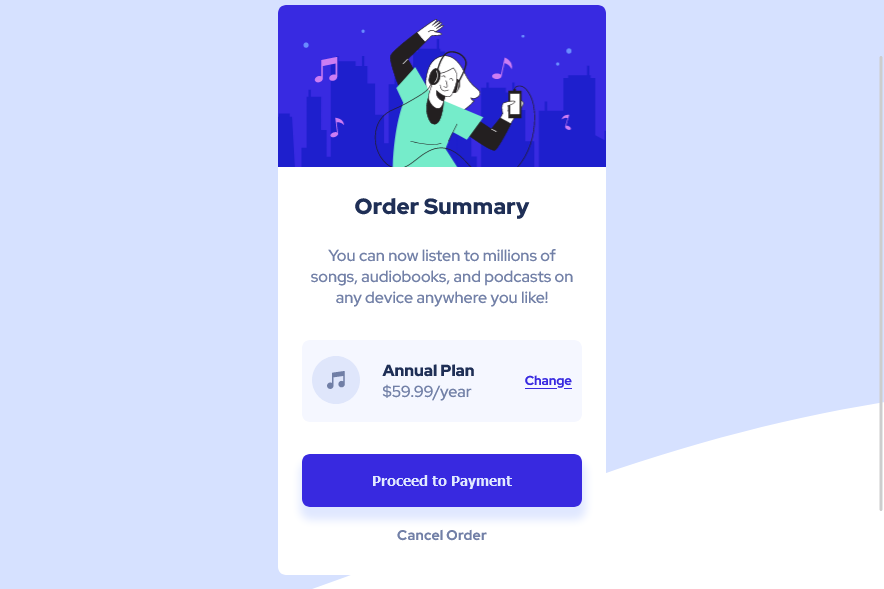 Order Summary
You can now listen to millions of
songs, audiobooks, and podcasts on
any device anywhere you like!
Annual Plan
$59.99/year
Change
Proceed to Payment
Cancel Order